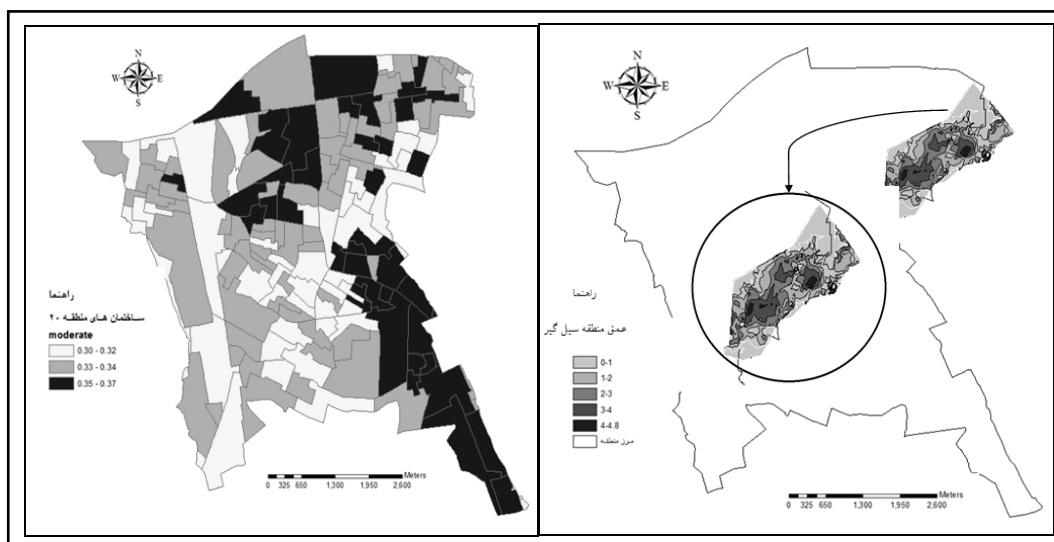 N
W E
S
راهنما
ساختمان های منطقه ۲۰
moderate
0.30 - 0.32
0.33 - 0.34
0.35 - 0.37
Meters
0 325 650 1,300 1,950 2,600
N
W E
S
راهنما
عمق منطقه سیل گیر
0-1
1-2
2-3
3-4
4-4.8
مرز منطقه
Meters
0 325 650 1,300 1,950 2,600